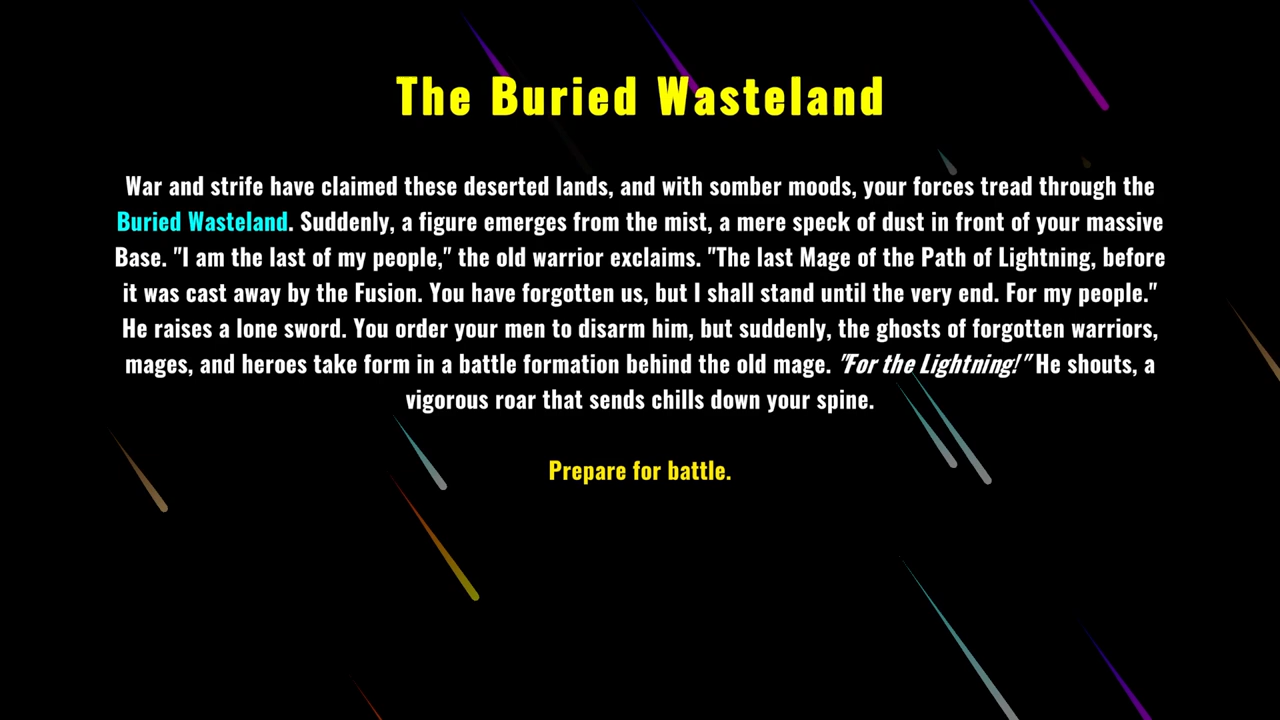 The Buried Wasteland
War and strife have claimed these deserted lands, and with somber moods, your forces tread through the
Buried Wasteland. Suddenly, a figure emerges from the mist, a mere speck of dust in front of your massive
Base. "I am the last of my people," the old warrior exclaims. "The last Mage of the Path of Lightning, before
it was cast away by the Fusion. You have forgotten us, but I shall stand until the very end. For my people."
He raises a lone sword. You order your men to disarm him, but suddenly, the ghosts of forgotten warriors,
mages, and heroes take form in a battle formation behind the old mage. "For the Lightning!" He shouts, a
vigorous roar that sends chills down your spine.
Prepare for battle.